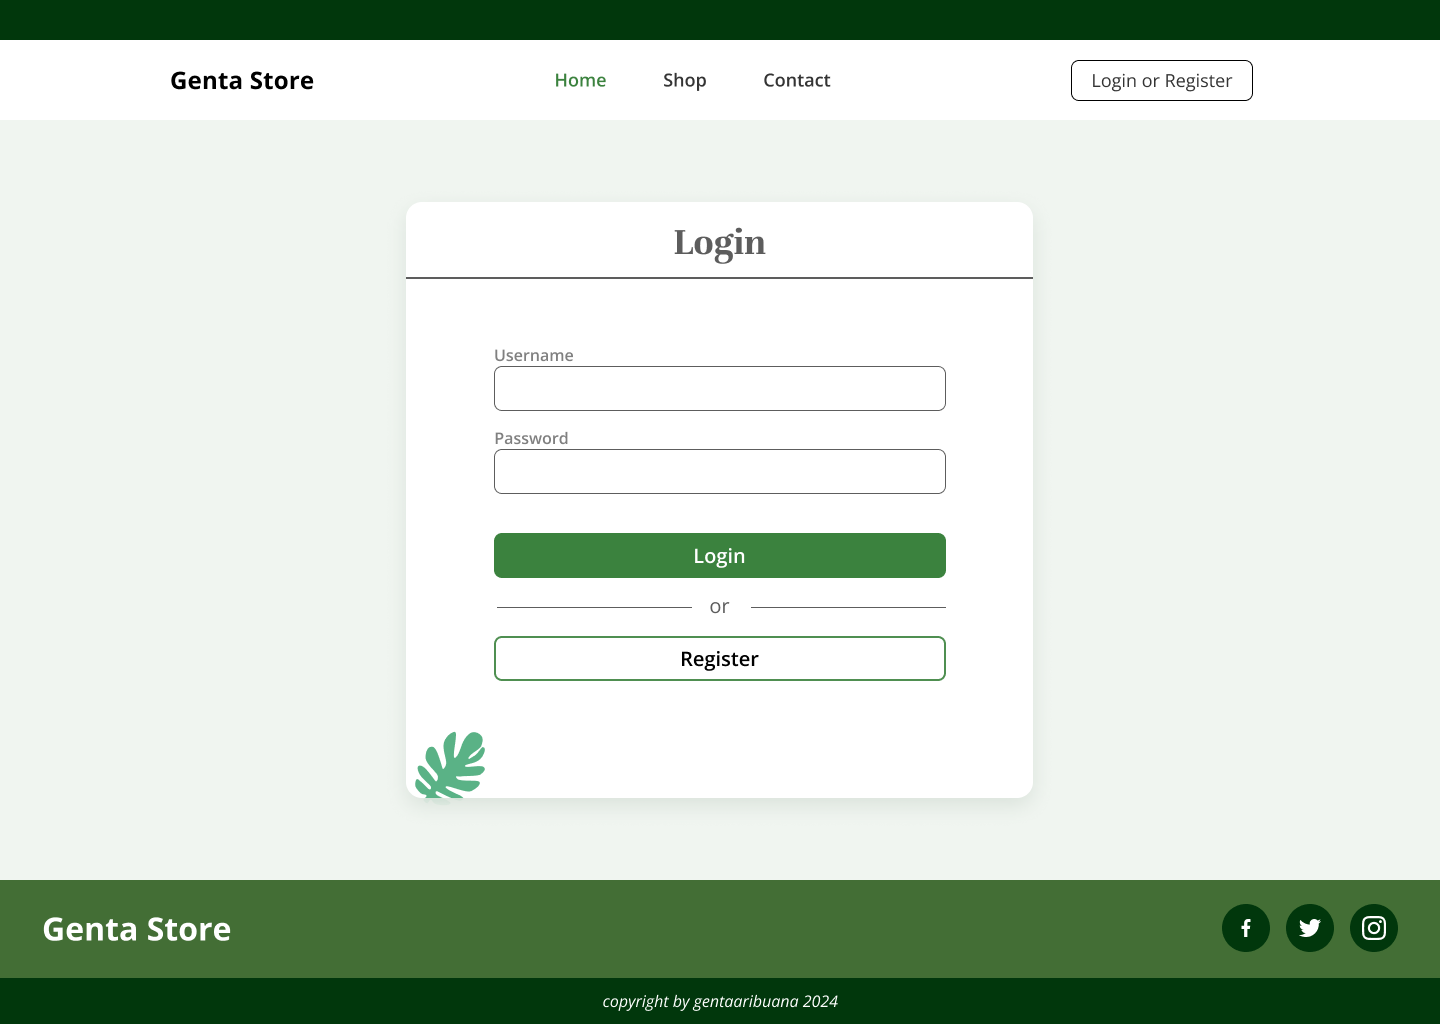 Genta Store
Home
Shop
Contact
Login or Register
Login
Username
Password
Login
or
Register
Genta Store
copyright by gentaaribuana 2024